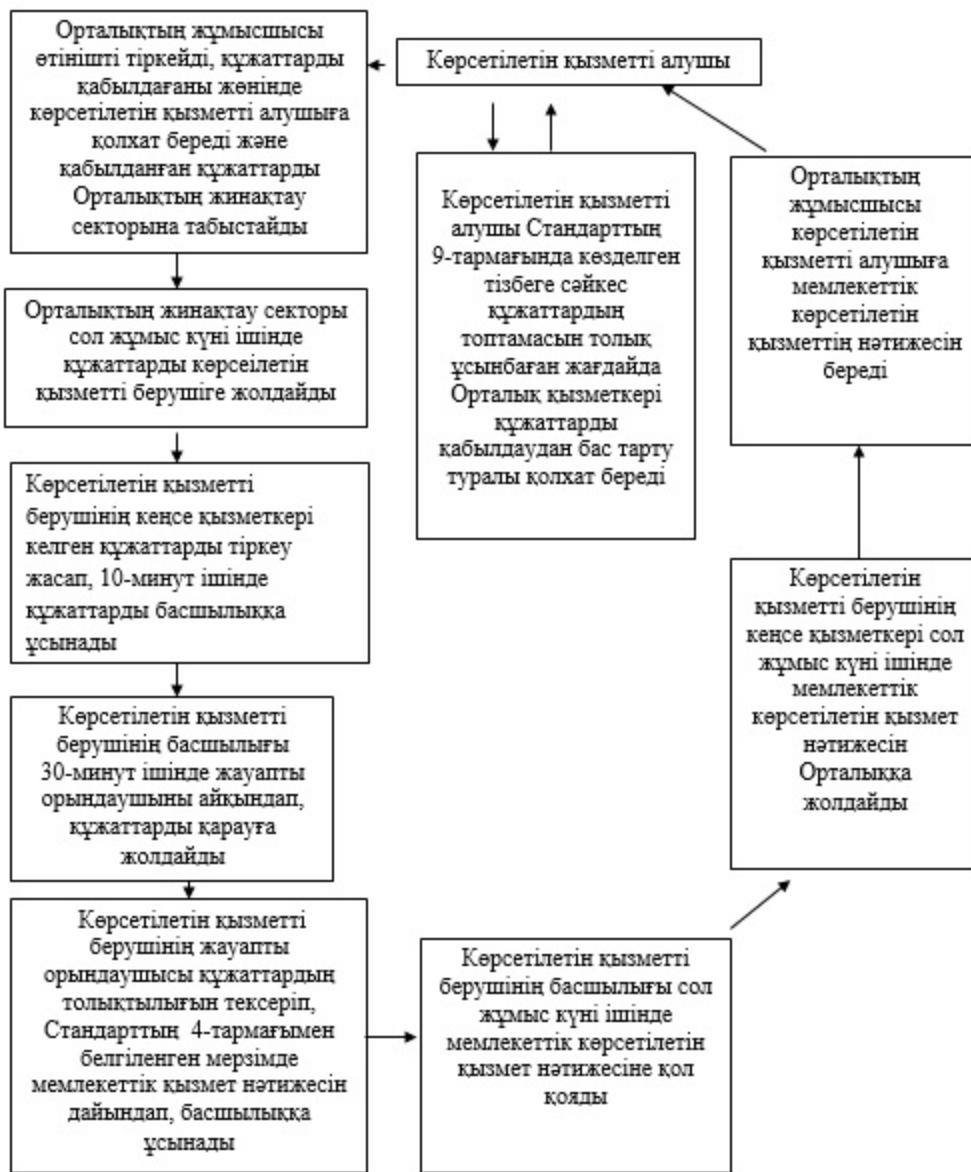 Орталықтың жұмысшысы
өтінішті тіркейді, құжаттарды
қабылдағаны жөнінде
көрсетілетін қызметті алушыға
қолхат береді және
қабылданған құжаттарды
Орталықтың жинақтау
секторына табыстайды
Көрсетілетін қызметті алушы
Көрсетілетін қызметті
алушы Стандарттың
9-тармағында көзделген
тізбеге сәйкес
құжаттардың
топтамасын толық
ұсынбаған жағдайда
Орталық қызметкері
құжаттарды
қабылдаудан бас тарту
туралы қолхат береді
Орталықтың
жұмысшысы
көрсетілетін
қызметті алушыға
мемлекеттік
көрсетілетін
қызметтің нәтижесін
береді
Орталықтың жинақтау секторы
сол жұмыс күні ішінде
құжаттарды көрсеілетін
қызметті берушіге жолдайды
Көрсетілетін қызметті
берушінің кеңсе қызметкері
келген құжаттарды тіркеу
жасап, 10-минут ішінде
құжаттарды басшылыққа
ұсынады
Көрсетілетін қызметті
берушінің басшылығы
30-минут ішінде жауапты
орындаушыны айқындап,
құжаттарды қарауға
жолдайды
Көрсетілетін қызметті
берушінің жауапты
орындаушысы құжаттардың
толықтылығын тексеріп,
Стандарттың 4-тармағымен
белгіленген мерзімде
мемлекеттік қызмет нәтижесін
дайындап, басшылыққа
ұсынады
Көрсетілетін қызметті
берушінің басшылығы сол
жұмыс күні ішінде
мемлекеттік көрсетілетін
қызмет нәтижесіне қол
қояды
Көрсетілетін
қызметті берушінің
кеңсе қызметкері сол
жұмыс күні ішінде
мемлекеттік
көрсетілетін қызмет
нәтижесін
Орталыққа
жолдайды